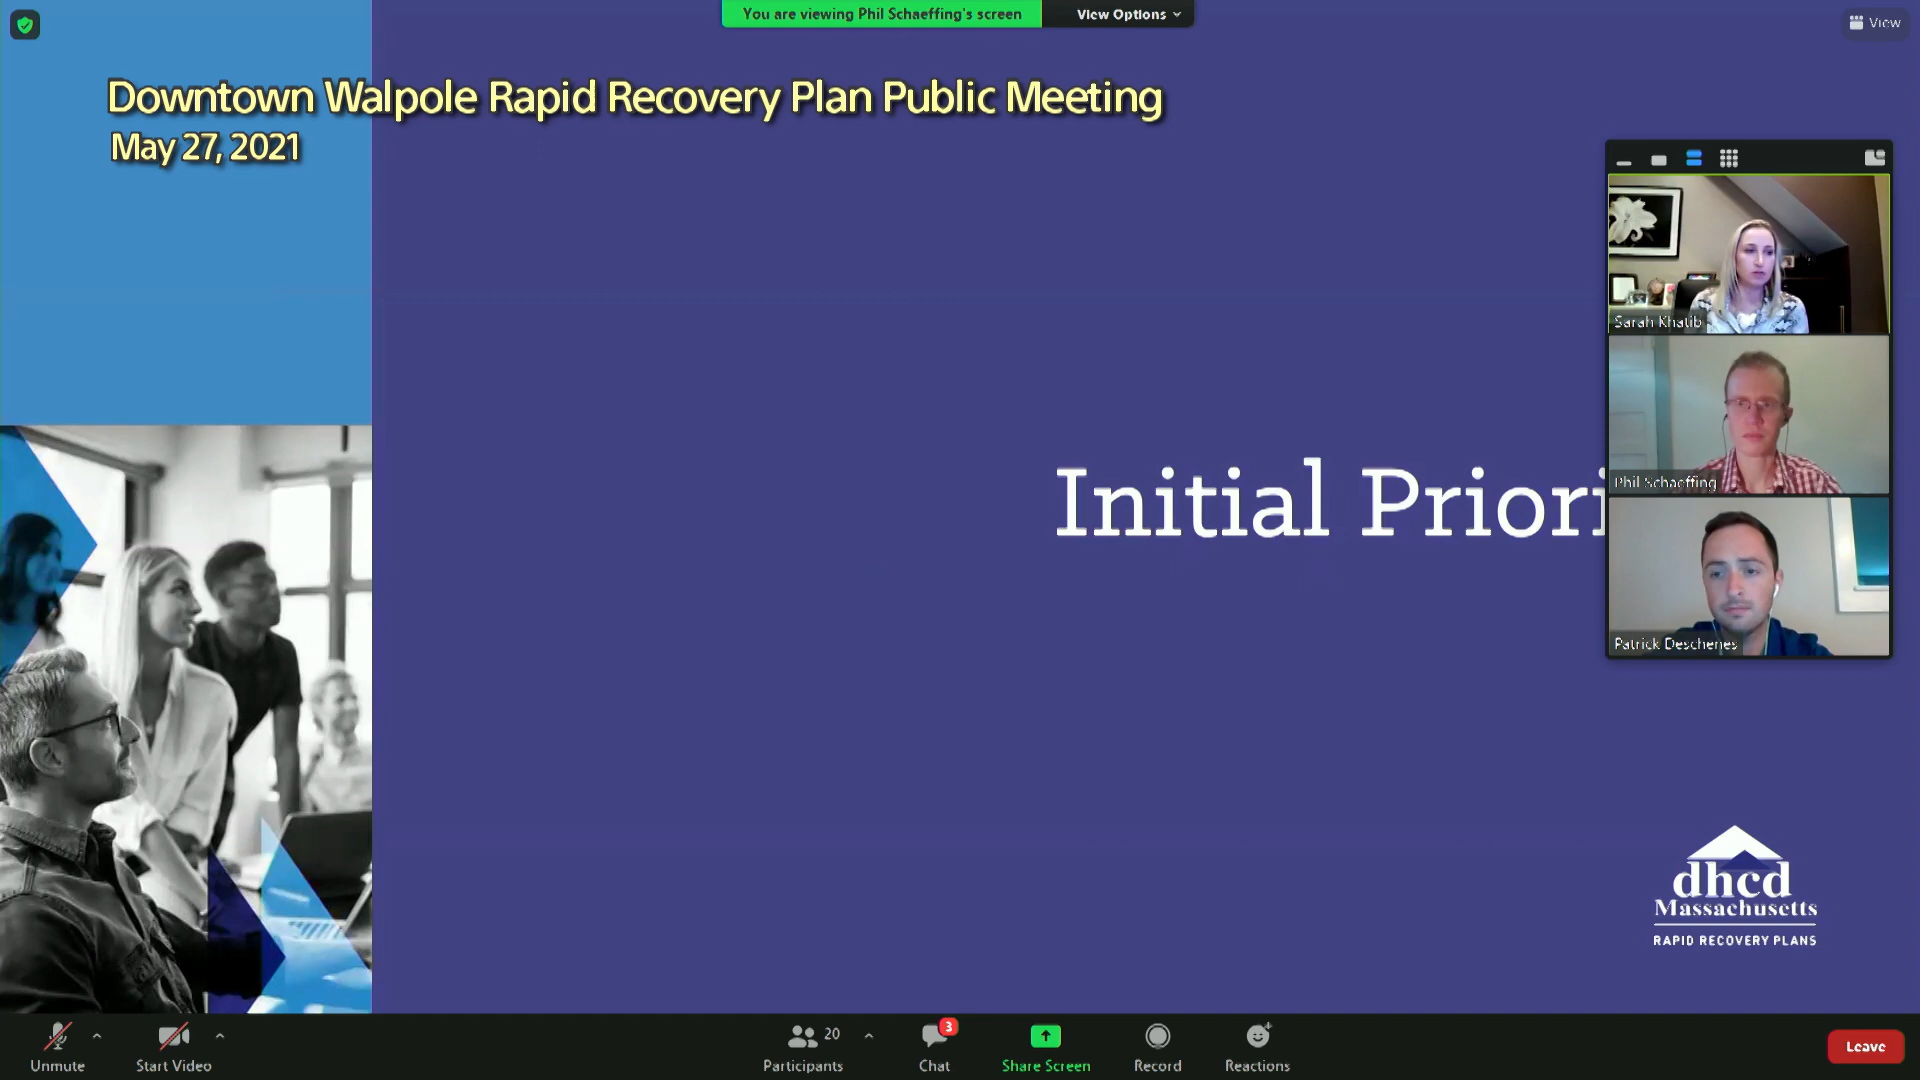 You are viewing Phil Schaeffing's screen
View Options
View
Downtown Walpole Rapid Recovery Plan Public Meeting
May 27, 2021
Sarah Khatib
Initial Priori
Phil Schaeffing
Patrick Deschenes
dhcd
Massachusetts
RAPID RECOVERY PLANS
Unmute
Start Video
20
Participants
3
Chat
Share Screen
Record
Reactions
Leave